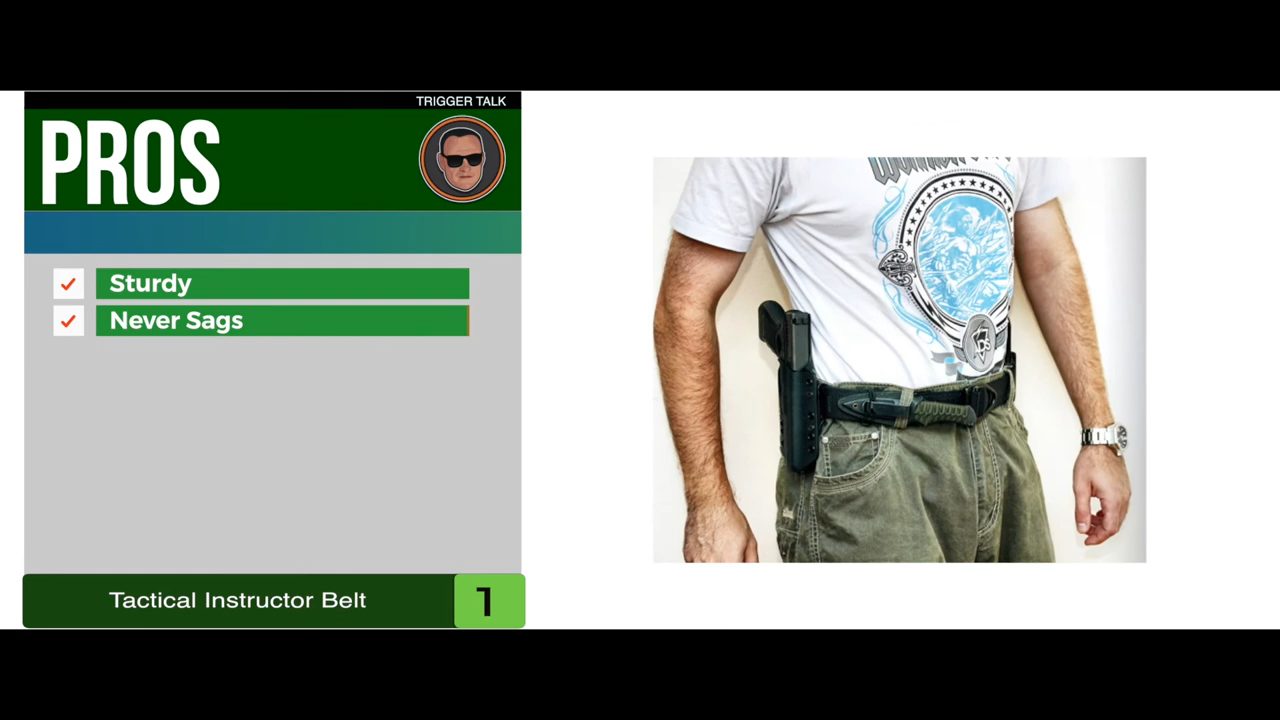 TRIGGER TALK
PROS
Sturdy
Never Sags
Tactical Instructor Belt
1